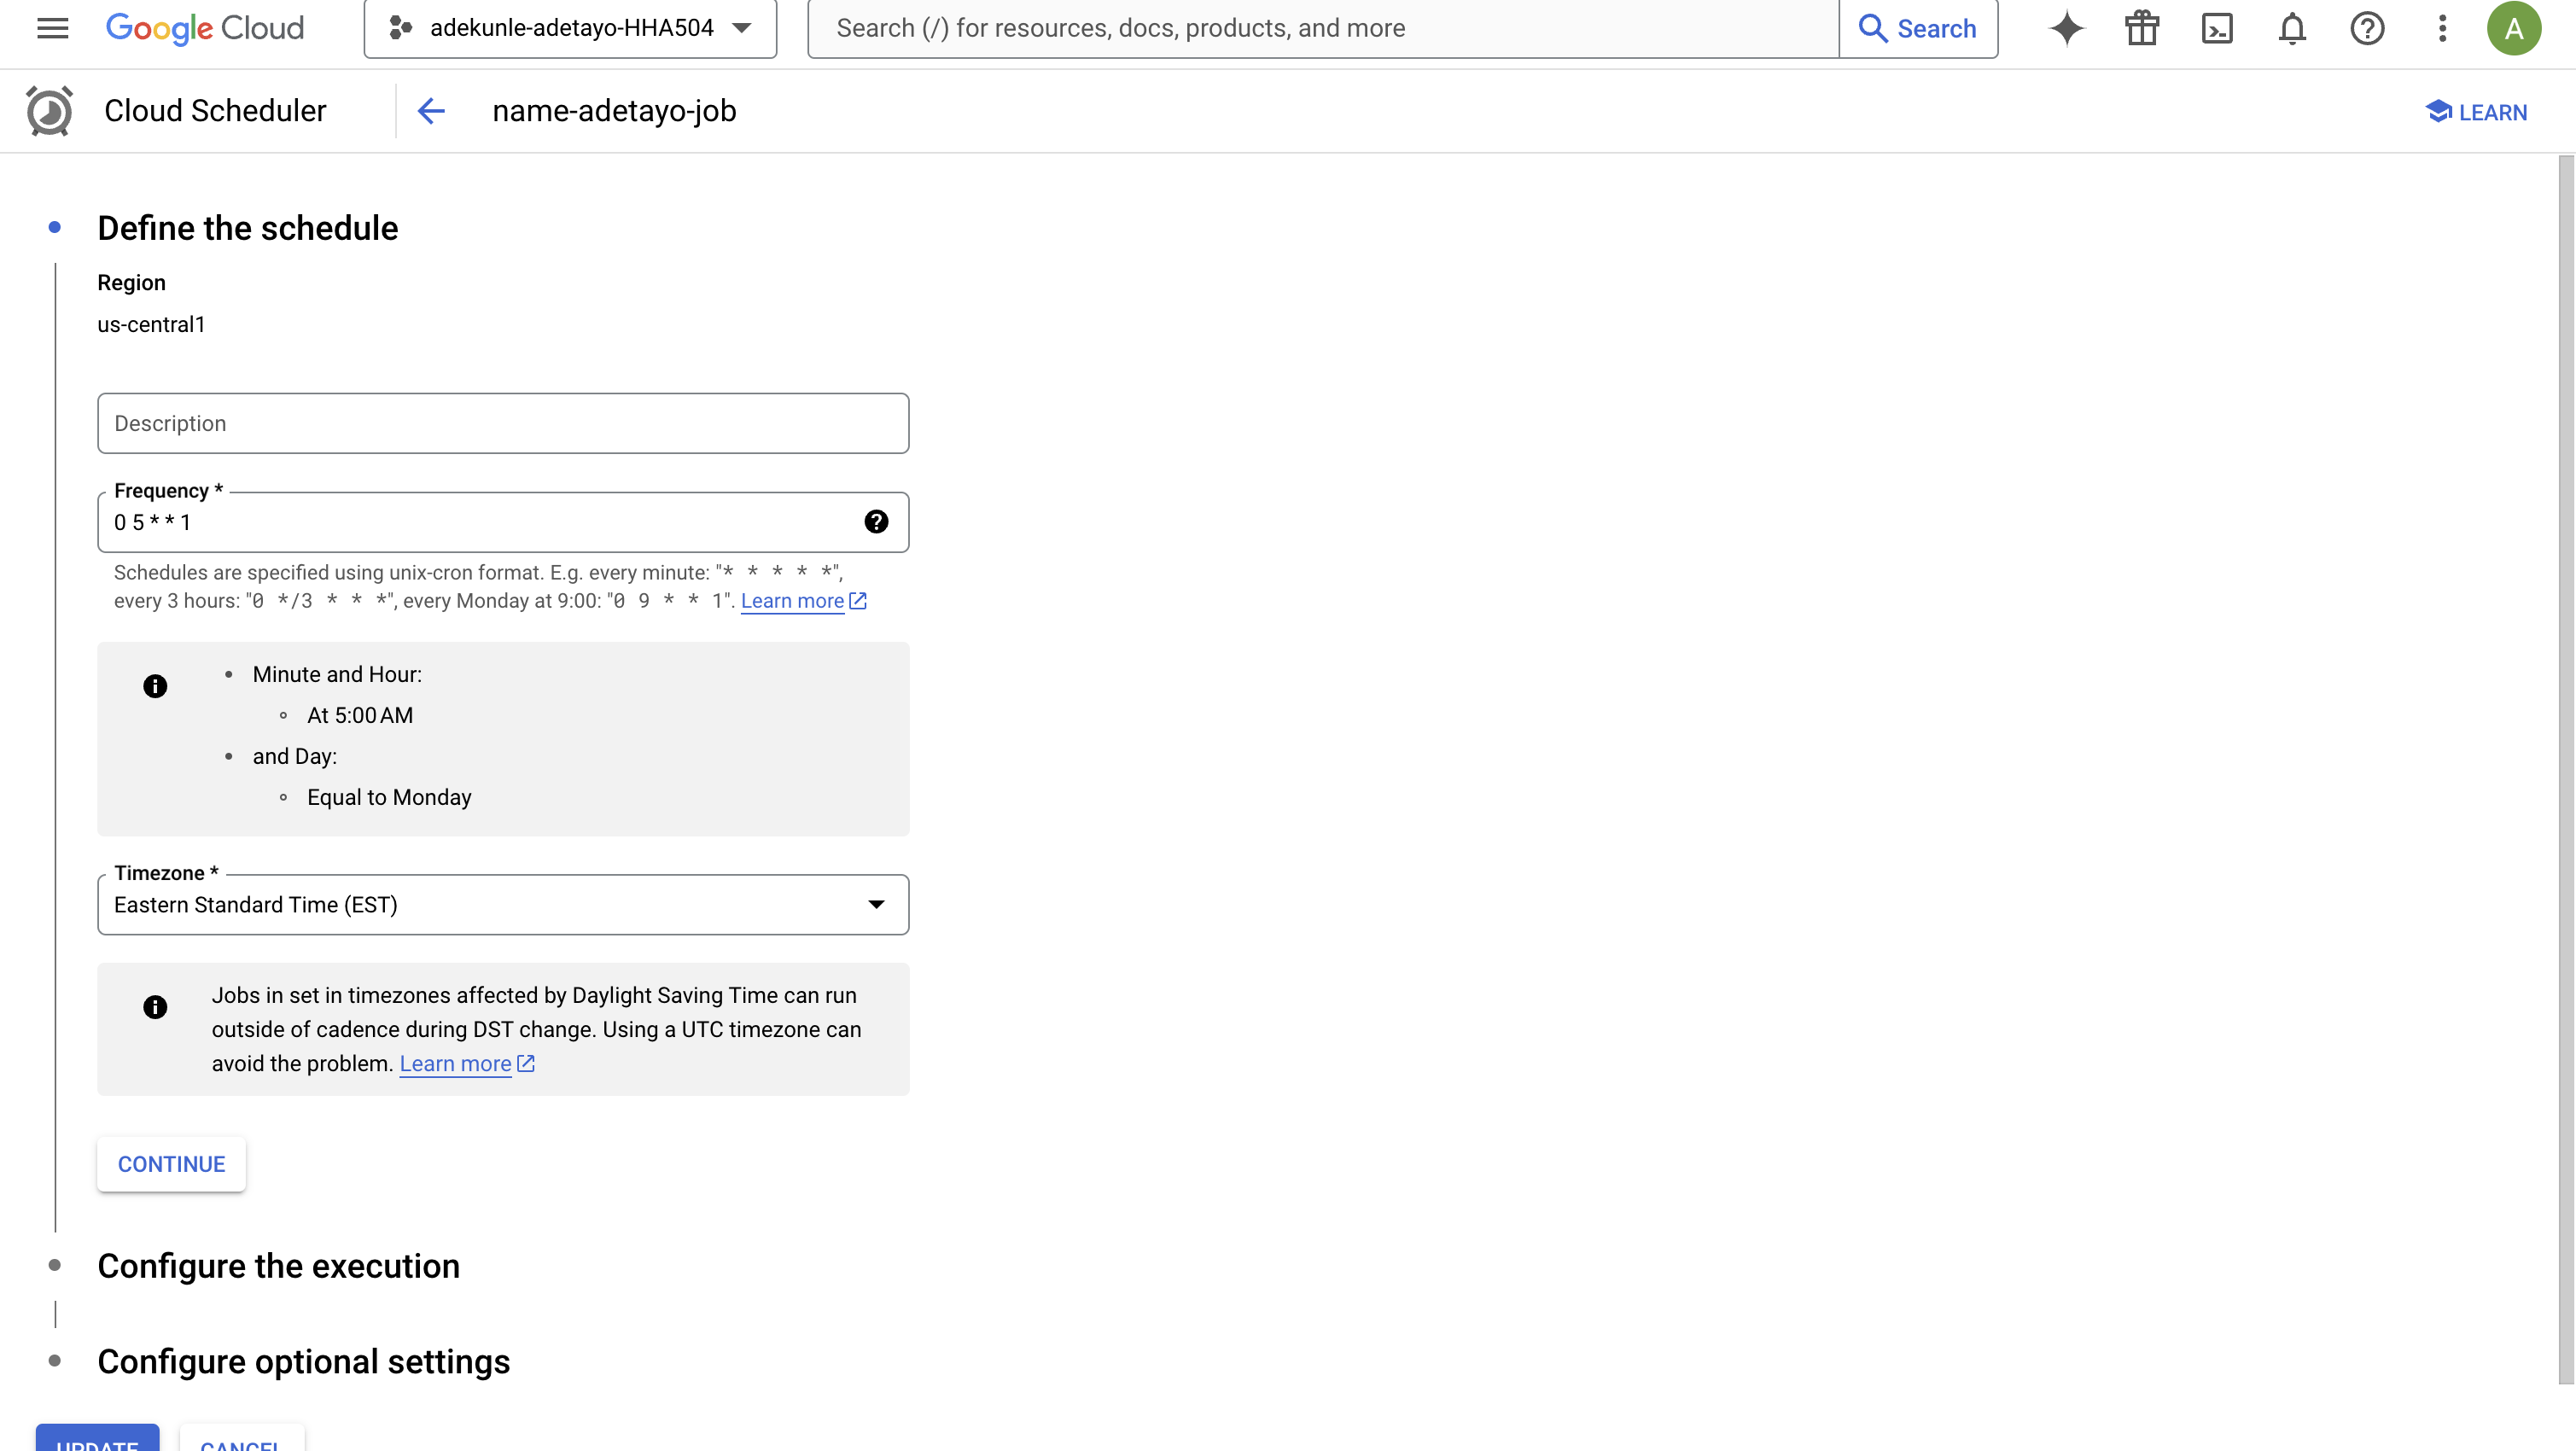 Google Cloud
adekunle-adetayo-HHA504
Search (/) for resources, docs, products, and more
Search
A
Cloud Scheduler
name-adetayo-job
LEARN
Define the schedule
Region
us-central1
Description
Frequency *
0 5 * * 1
Schedules are specified using unix-cron format. E.g. every minute: "* * * * *",
every 3 hours: "0 */3 * * *", every Monday at 9:00: "0 9 * * 1". Learn more
Minute and Hour:
At 5:00 AM
and Day:
Equal to Monday
Timezone *
Eastern Standard Time (EST)
Jobs in set in timezones affected by Daylight Saving Time can run
outside of cadence during DST change. Using a UTC timezone can
avoid the problem. Learn more
CONTINUE
Configure the execution
Configure optional settings
UPDATE
CANCEL